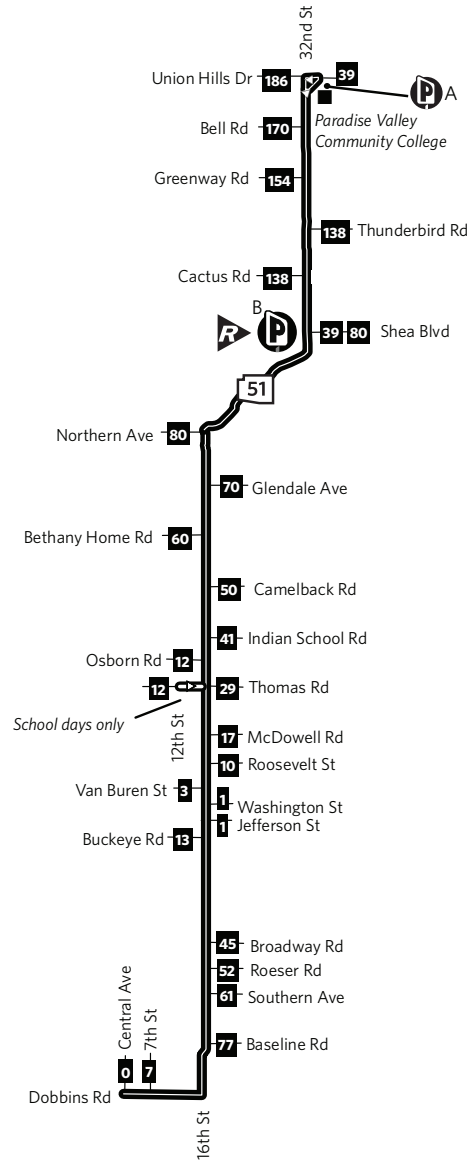 32nd St
Union Hills Dr 186 39
P A
Paradise Valley
Community College
Bell Rd 170
Greenway Rd 154
138 Thunderbird Rd
Cactus Rd 138
B
R P 39 80 Shea Blvd
51
Northern Ave 80
70 Glendale Ave
Bethany Home Rd 60
50 Camelback Rd
41 Indian School Rd
Osborn Rd 12
12 29 Thomas Rd
School days only
12th St
17 McDowell Rd
10 Roosevelt St
Van Buren St 3
1 Washington St
1 Jefferson St
Buckeye Rd 13
45 Broadway Rd
52 Roeser Rd
61 Southern Ave
77 Baseline Rd
Central Ave
7th St
0 7
Dobbins Rd
16th St